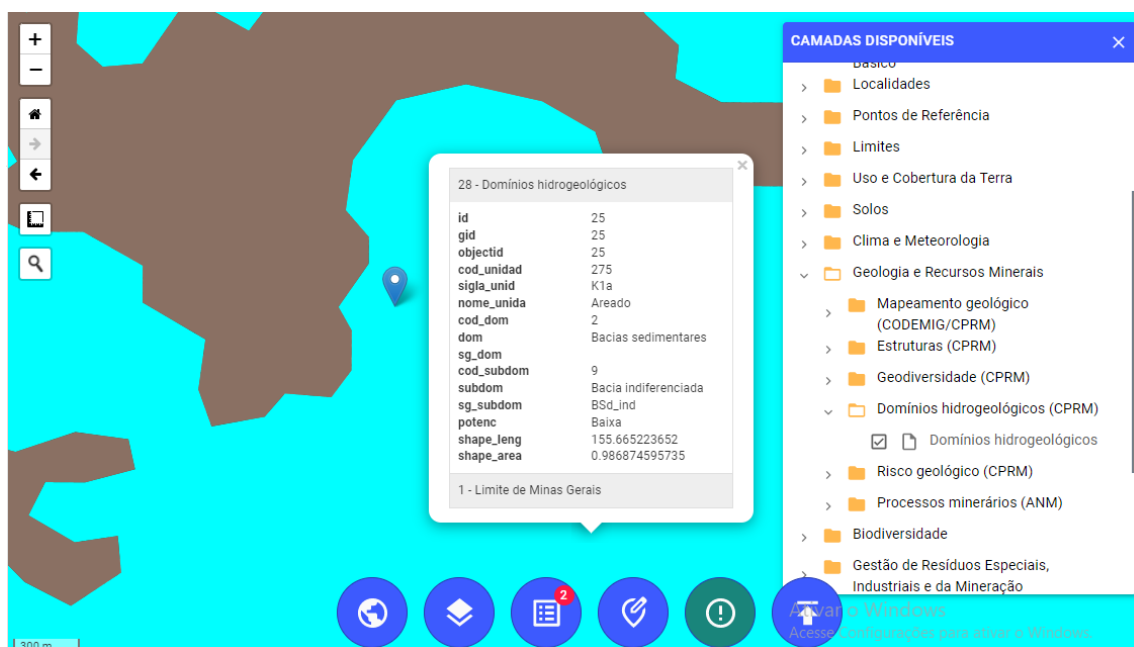 +
−
CAMADAS DISPONÍVEIS ×
Básico
Localidades
Pontos de Referência
Limites
Uso e Cobertura da Terra
Solos
Clima e Meteorologia
Geologia e Recursos Minerais
Mapeamento geológico
(CODEMIG/CPRM)
Estruturas (CPRM)
Geodiversidade (CPRM)
Domínios hidrogeológicos (CPRM)
Domínios hidrogeológicos
Risco geológico (CPRM)
Processos minerários (ANM)
Biodiversidade
Gestão de Resíduos Especiais,
Industriais e da Mineração
×
28 - Domínios hidrogeológicos
id 25
gid 25
objectid 25
cod_unidad 275
sigla_unid K1a
nome_unida Areado
cod_dom 2
dom Bacias sedimentares
sg_dom
cod_subdom 9
subdom Bacia indiferenciada
sg_subdom BSd_ind
potenc Baixa
shape_leng 155.665223652
shape_area 0.986874595735
1 - Limite de Minas Gerais
2
Ativar o Windows
Acesse Configurações para ativar o Windows.
300 m